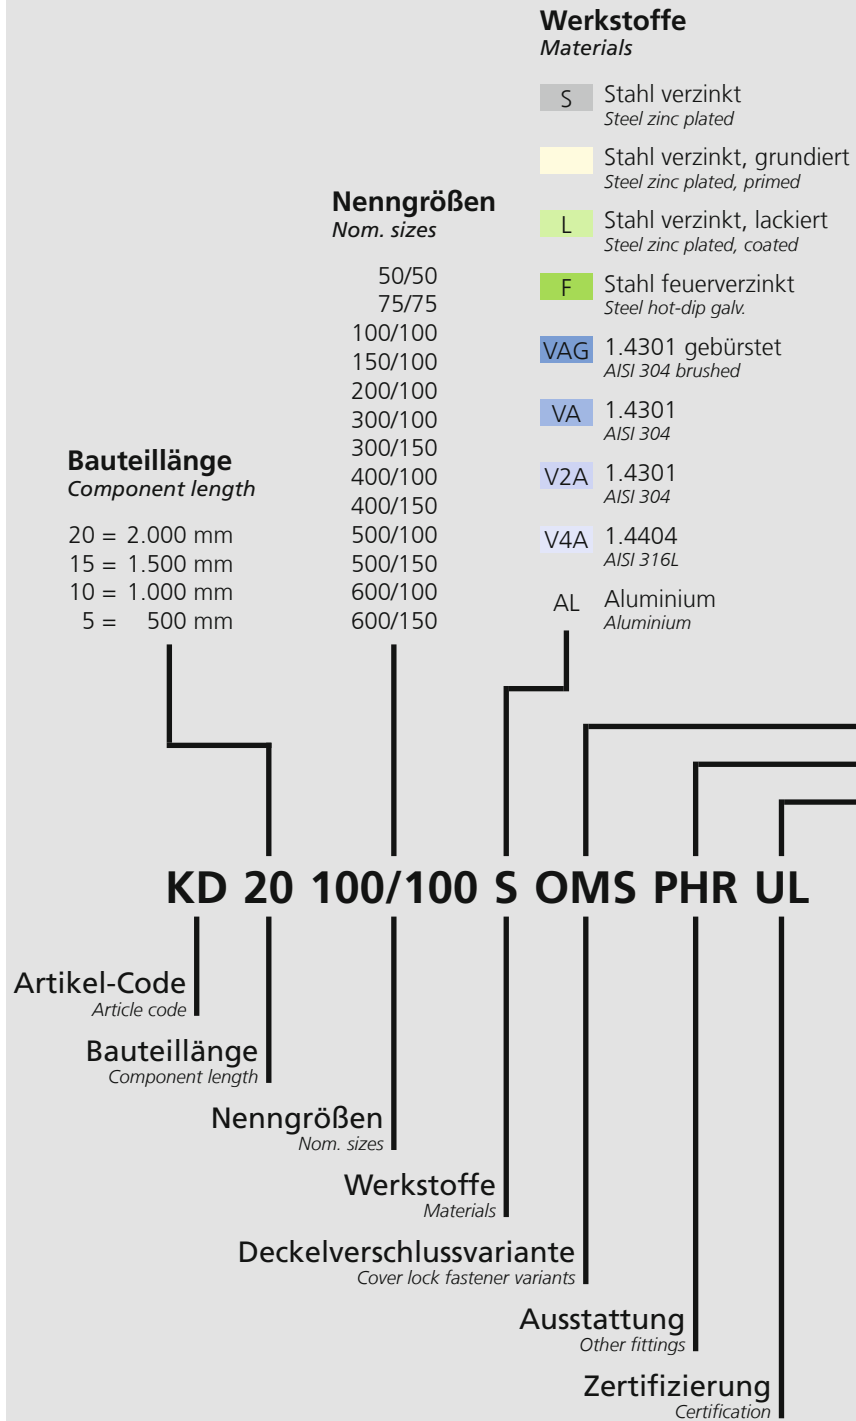 Werkstoffe
Materials
S Stahl verzinkt
Steel zinc plated
Stahl verzinkt, grundiert
Steel zinc plated, primed
L Stahl verzinkt, lackiert
Steel zinc plated, coated
F Stahl feuerverzinkt
Steel hot-dip galv.
VAG 1.4301 gebürstet
AISI 304 brushed
VA 1.4301
AISI 304
V2A 1.4301
AISI 304
V4A 1.4404
AISI 316L
AL Aluminium
Aluminium
Nenngrößen
Nom. sizes
50/50
75/75
100/100
150/100
200/100
300/100
300/150
400/100
400/150
500/100
500/150
600/100
600/150
Bauteillänge
Component length
20 = 2.000 mm
15 = 1.500 mm
10 = 1.000 mm
5 = 500 mm
KD 20 100/100 S OMS PHR UL
Artikel-Code
Article code
Bauteillänge
Component length
Nenngrößen
Nom. sizes
Werkstoffe
Materials
Deckelverschlussvariante
Cover lock fastener variants
Ausstattung
Other fittings
Zertifizierung
Certification